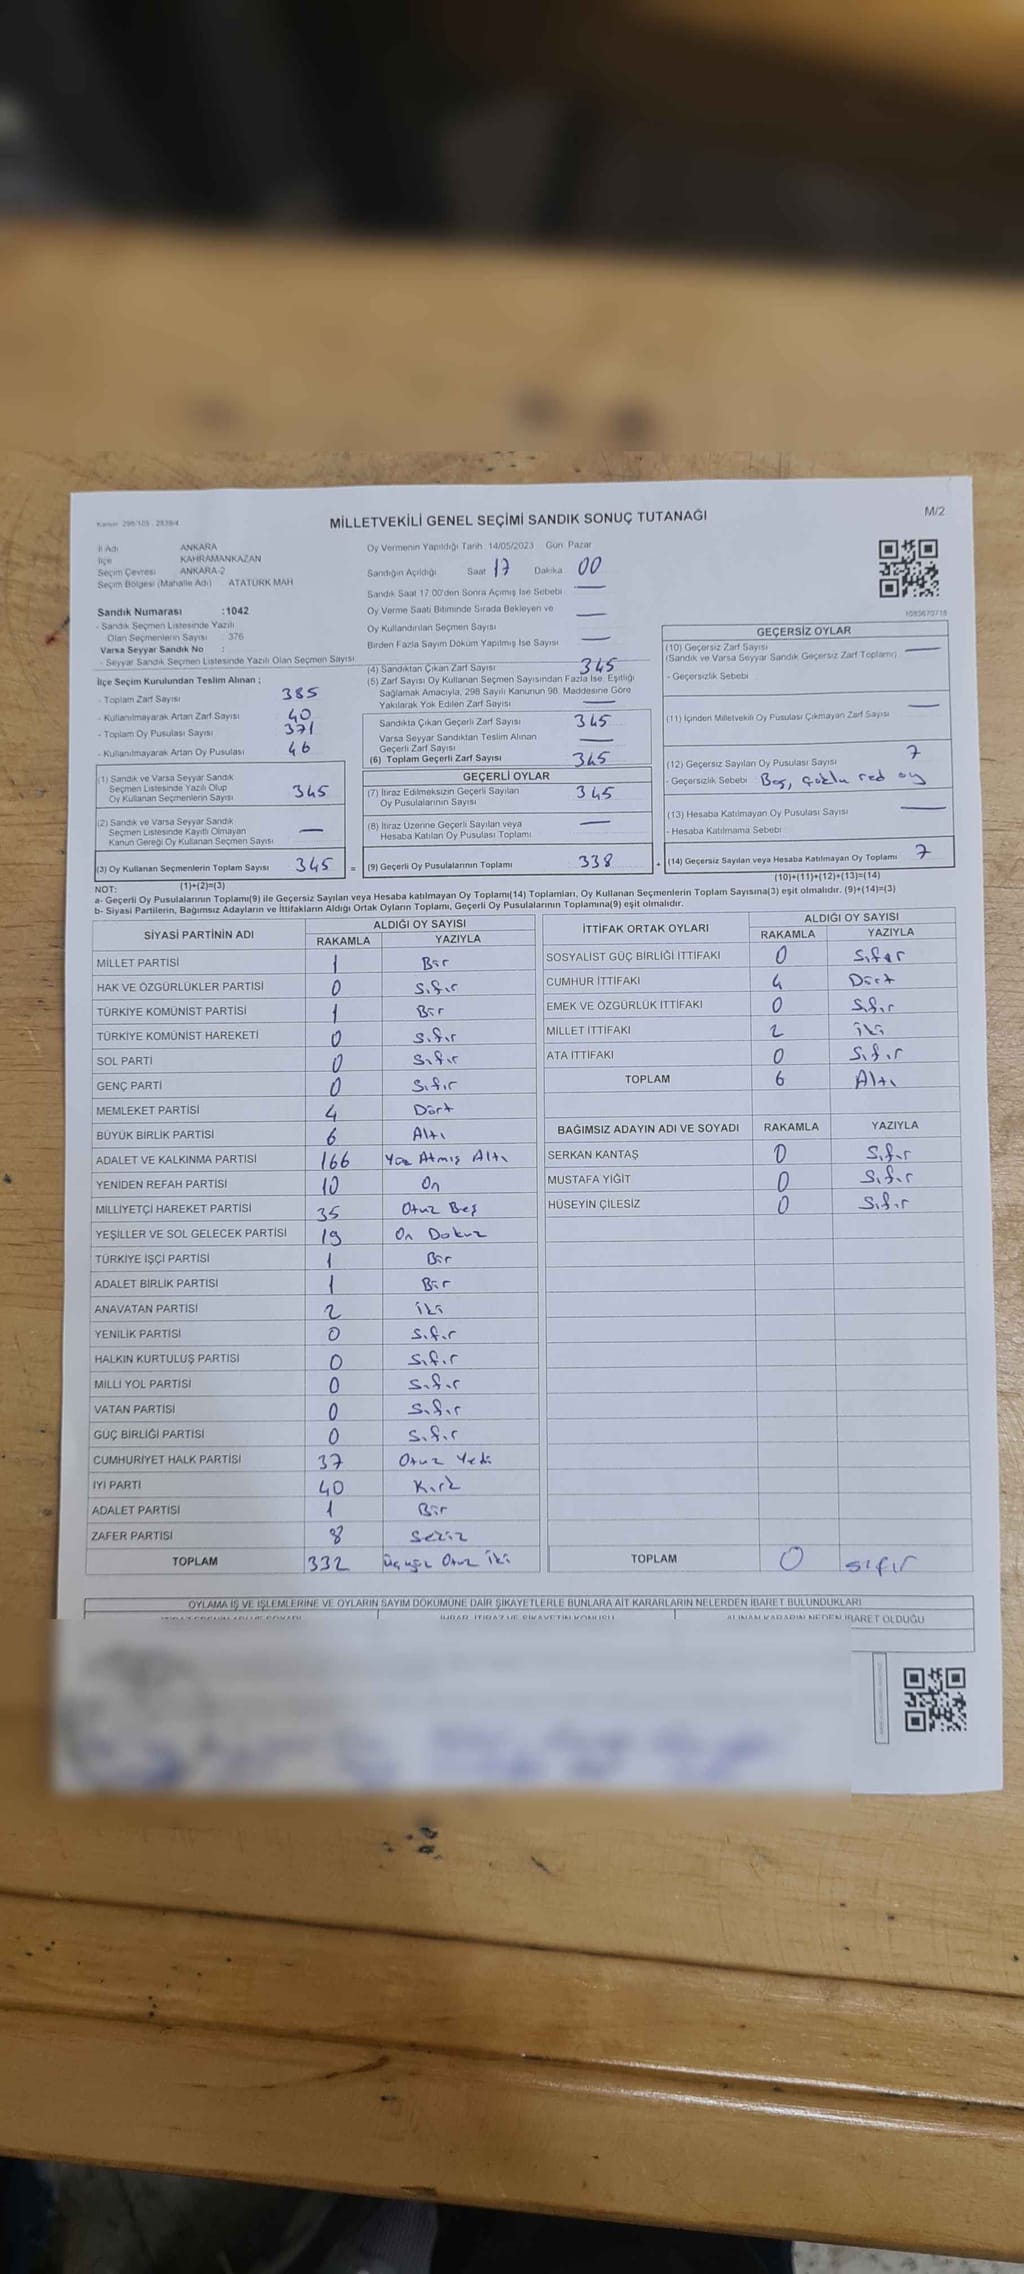 Kanun 298/105 , 2839/4
MİLLETVEKİLİ GENEL SEÇİMİ SANDIK SONUÇ TUTANAĞI
M/2
İl Adı ANKARA
İlçe KAHRAMANKAZAN
Seçim Çevresi ANKARA-2
Seçim Bölgesi (Mahalle Adı) ATATÜRK MAH
Sandık Numarası :1042
- Sandık Seçmen Listesinde Yazılı
Olan Seçmenlerin Sayısı : 376
Varsa Seyyar Sandık No :
- Seyyar Sandık Seçmen Listesinde Yazılı Olan Seçmen Sayısı
İlçe Seçim Kurulundan Teslim Alınan ;
- Toplam Zarf Sayısı 385
- Kullanılmayarak Artan Zarf Sayısı 40
- Toplam Oy Pusulası Sayısı 371
- Kullanılmayarak Artan Oy Pusulası 46
(1) Sandık ve Varsa Seyyar Sandık
Seçmen Listesinde Yazılı Olup
Oy Kullanan Seçmenlerin Sayısı 345
(2) Sandık ve Varsa Seyyar Sandık
Seçmen Listesinde Kayıtlı Olmayan
Kanun Gereği Oy Kullanan Seçmen Sayısı —
(3) Oy Kullanan Seçmenlerin Toplam Sayısı 345 =
(1)+(2)=(3)
Oy Vermenin Yapıldığı Tarih 14/05/2023 Gün Pazar
Sandığın Açıldığı Saat 17 Dakika 00
Sandık Saat 17.00'den Sonra Açımış İse Sebebi —
Oy Verme Saati Bitiminde Sırada Bekleyen ve
Oy Kullandırılan Seçmen Sayısı —
Birden Fazla Sayım Döküm Yapılmış İse Sayısı —
(4) Sandıktan Çıkan Zarf Sayısı 345
(5) Zarf Sayısı Oy Kullanan Seçmen Sayısından Fazla İse, Eşitliği
Sağlamak Amacıyla, 298 Sayılı Kanunun 98. Maddesine Göre
Yakılarak Yok Edilen Zarf Sayısı —
Sandıkta Çıkan Geçerli Zarf Sayısı 345
Varsa Seyyar Sandıktan Teslim Alınan
Geçerli Zarf Sayısı —
(6) Toplam Geçerli Zarf Sayısı 345
GEÇERLİ OYLAR
(7) İtiraz Edilmeksizin Geçerli Sayılan
Oy Pusulalarının Sayısı 345
(8) İtiraz Üzerine Geçerli Sayılan veya
Hesaba Katılan Oy Pusulası Toplamı —
(9) Geçerli Oy Pusulalarının Toplamı 338 +
1083670718
GEÇERSİZ OYLAR
(10) Geçersiz Zarf Sayısı —
(Sandık ve Varsa Seyyar Sandık Geçersiz Zarf Toplamı)
- Geçersizlik Sebebi
(11) İçinden Milletvekili Oy Pusulası Çıkmayan Zarf Sayısı —
(12) Geçersiz Sayılan Oy Pusulası Sayısı 7
- Geçersizlik Sebebi Boş, çoklu red oy
(13) Hesaba Katılmayan Oy Pusulası Sayısı —
- Hesaba Katılmama Sebebi
(14) Geçersiz Sayılan veya Hesaba Katılmayan Oy Toplamı 7
(10)+(11)+(12)+(13)=(14)
NOT:
a- Geçerli Oy Pusulalarının Toplamı(9) ile Geçersiz Sayılan veya Hesaba katılmayan Oy Toplamı(14) Toplamları, Oy Kullanan Seçmenlerin Toplam Sayısına(3) eşit olmalıdır. (9)+(14)=(3)
b- Siyasi Partilerin, Bağımsız Adayların ve İttifakların Aldığı Ortak Oyların Toplamı, Geçerli Oy Pusulalarının Toplamına(9) eşit olmalıdır.
SİYASİ PARTİNİN ADI ALDIĞI OY SAYISI
RAKAMLA YAZIYLA
MİLLET PARTİSİ 1 Bir
HAK VE ÖZGÜRLÜKLER PARTİSİ 0 Sıfır
TÜRKİYE KOMÜNİST PARTİSİ 1 Bir
TÜRKİYE KOMÜNİST HAREKETİ 0 Sıfır
SOL PARTİ 0 Sıfır
GENÇ PARTİ 0 Sıfır
MEMLEKET PARTİSİ 4 Dört
BÜYÜK BİRLİK PARTİSİ 6 Altı
ADALET VE KALKINMA PARTİSİ 166 Yüz Atmış Altı
YENİDEN REFAH PARTİSİ 10 On
MİLLİYETÇİ HAREKET PARTİSİ 35 Otuz Beş
YEŞİLLER VE SOL GELECEK PARTİSİ 19 On Dokuz
TÜRKİYE İŞÇİ PARTİSİ 1 Bir
ADALET BİRLİK PARTİSİ 1 Bir
ANAVATAN PARTİSİ 2 İki
YENİLİK PARTİSİ 0 Sıfır
HALKIN KURTULUŞ PARTİSİ 0 Sıfır
MİLLİ YOL PARTİSİ 0 Sıfır
VATAN PARTİSİ 0 Sıfır
GÜÇ BİRLİĞİ PARTİSİ 0 Sıfır
CUMHURİYET HALK PARTİSİ 37 Otuz Yedi
İYİ PARTİ 40 Kırk
ADALET PARTİSİ 1 Bir
ZAFER PARTİSİ 8 Sekiz
TOPLAM 332 Üçyüz Otuz İki
İTTİFAK ORTAK OYLARI ALDIĞI OY SAYISI
RAKAMLA YAZIYLA
SOSYALİST GÜÇ BİRLİĞİ İTTİFAKI 0 Sıfır
CUMHUR İTTİFAKI 4 Dört
EMEK VE ÖZGÜRLÜK İTTİFAKI 0 Sıfır
MİLLET İTTİFAKI 2 İki
ATA İTTİFAKI 0 Sıfır
TOPLAM 6 Altı
BAĞIMSIZ ADAYIN ADI VE SOYADI RAKAMLA YAZIYLA
SERKAN KANTAŞ 0 Sıfır
MUSTAFA YİĞİT 0 Sıfır
HÜSEYİN ÇİLESİZ 0 Sıfır
TOPLAM 0 sıfır
OYLAMA İŞ VE İŞLEMLERİNE VE OYLARIN SAYIM DÖKÜMÜNE DAİR ŞİKAYETLERLE BUNLARA AİT KARARLARIN NELERDEN İBARET BULUNDUKLARI
İHBAR, İTİRAZ VE ŞİKAYETİN KONUSU
ALINAN KARARIN NEDEN İBARET OLDUĞU